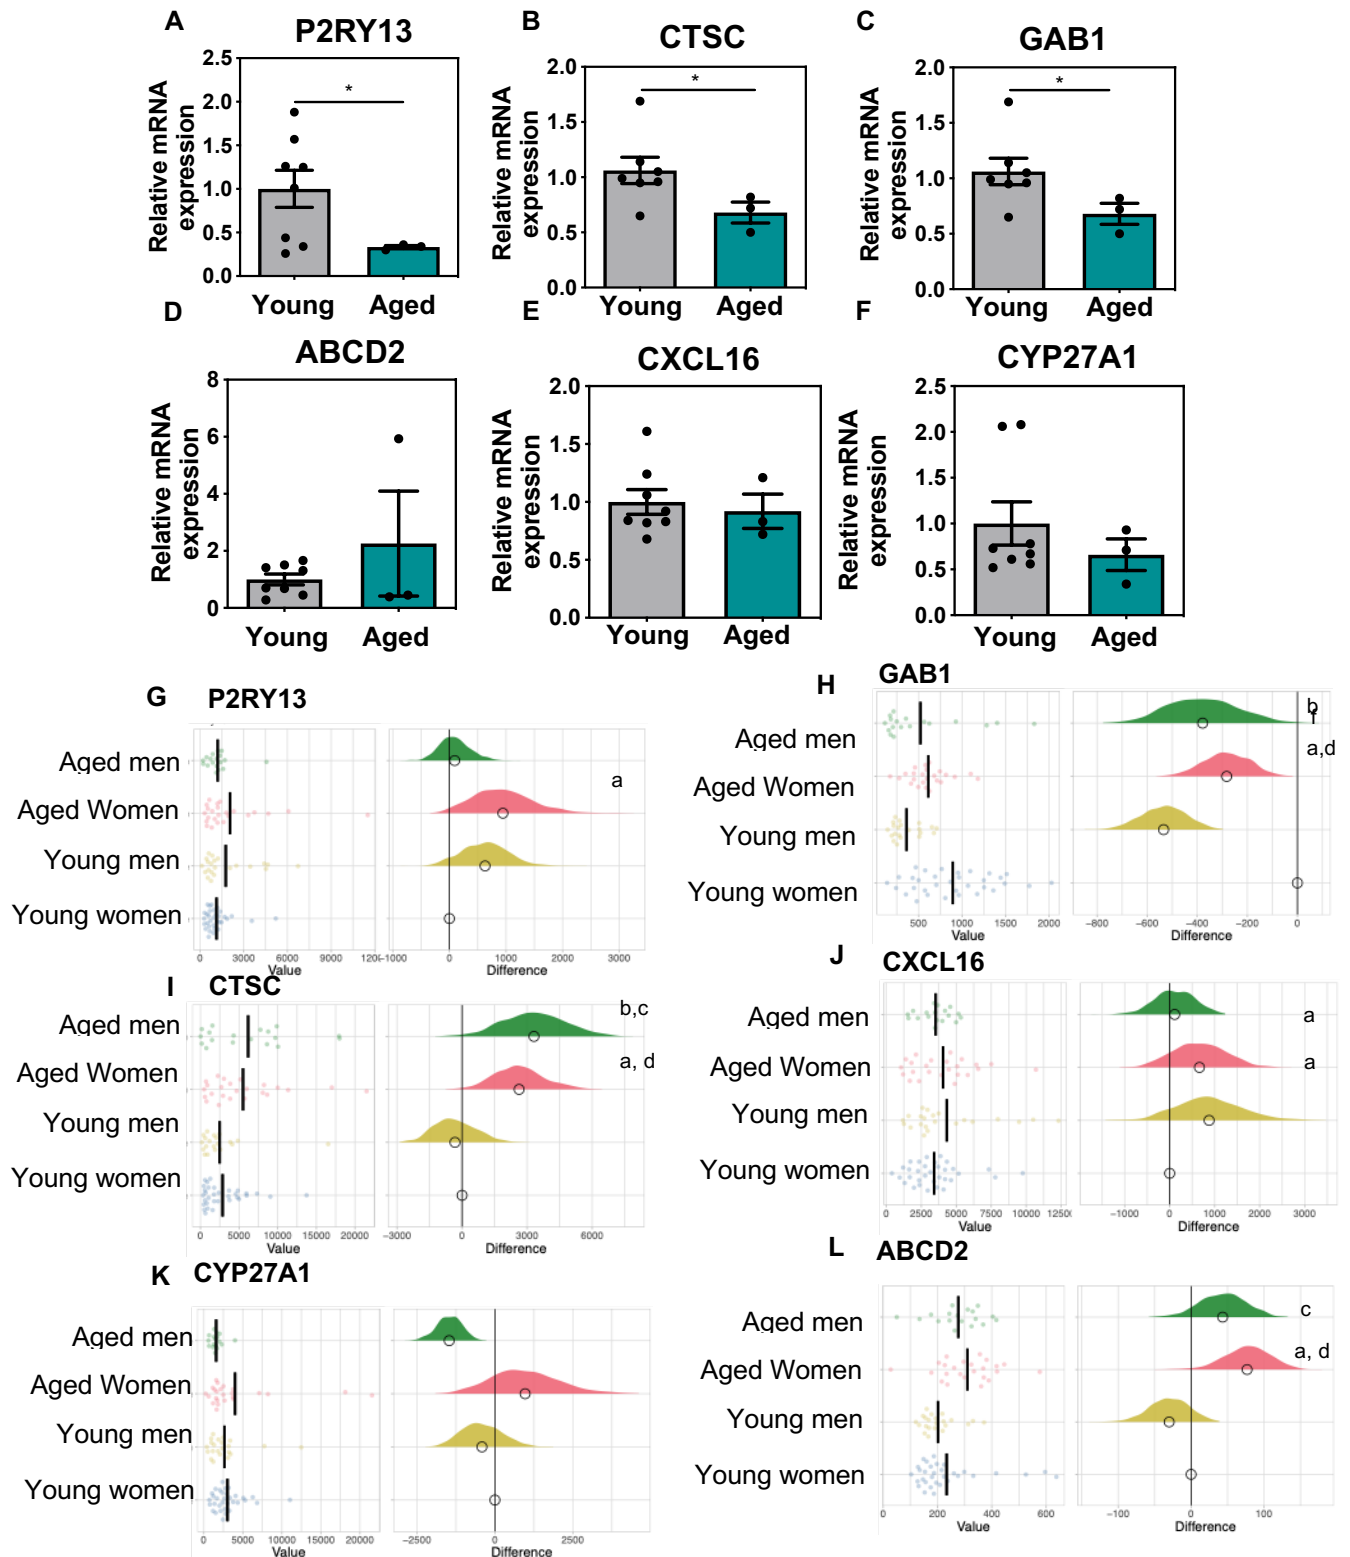 A
P2RY13
Relative mRNA
expression
2.5
2.0
1.5
1.0
0.5
0.0
*
Young Aged
B
CTSC
Relative mRNA
expression
2.0
1.5
1.0
0.5
0.0
*
Young Aged
C
GAB1
Relative mRNA
expression
2.0
1.5
1.0
0.5
0.0
*
Young Aged
D
ABCD2
Relative mRNA
expression
8
6
4
2
0
Young Aged
E
CXCL16
Relative mRNA
expression
2.0
1.5
1.0
0.5
0.0
Young Aged
F
CYP27A1
Relative mRNA
expression
2.5
2.0
1.5
1.0
0.5
0.0
Young Aged
G P2RY13
Aged men
Aged Women
a
Young men
Young women
0 3000 6000 9000
-1000 0 1000 2000 3000
Value Difference
H GAB1
Aged men
b
f
Aged Women
a,d
Young men
Young women
500 1000 1500 2000
-800 -600 -400 -200 0
Value Difference
I CTSC
Aged men
b,c
Aged Women
a, d
Young men
Young women
0 5000 10000 15000 20000
-3000 0 3000 6000
Value Difference
J CXCL16
Aged men
a
Aged Women
a
Young men
Young women
0 2500 5000 7500 10000
-1000 0 1000 2000 3000
Value Difference
K CYP27A1
Aged men
Aged Women
Young men
Young women
0 5000 10000 15000 20000
-2500 0 2500
Value Difference
L ABCD2
Aged men
c
Aged Women
a, d
Young men
Young women
0 200 400 600
-100 0 100
Value Difference